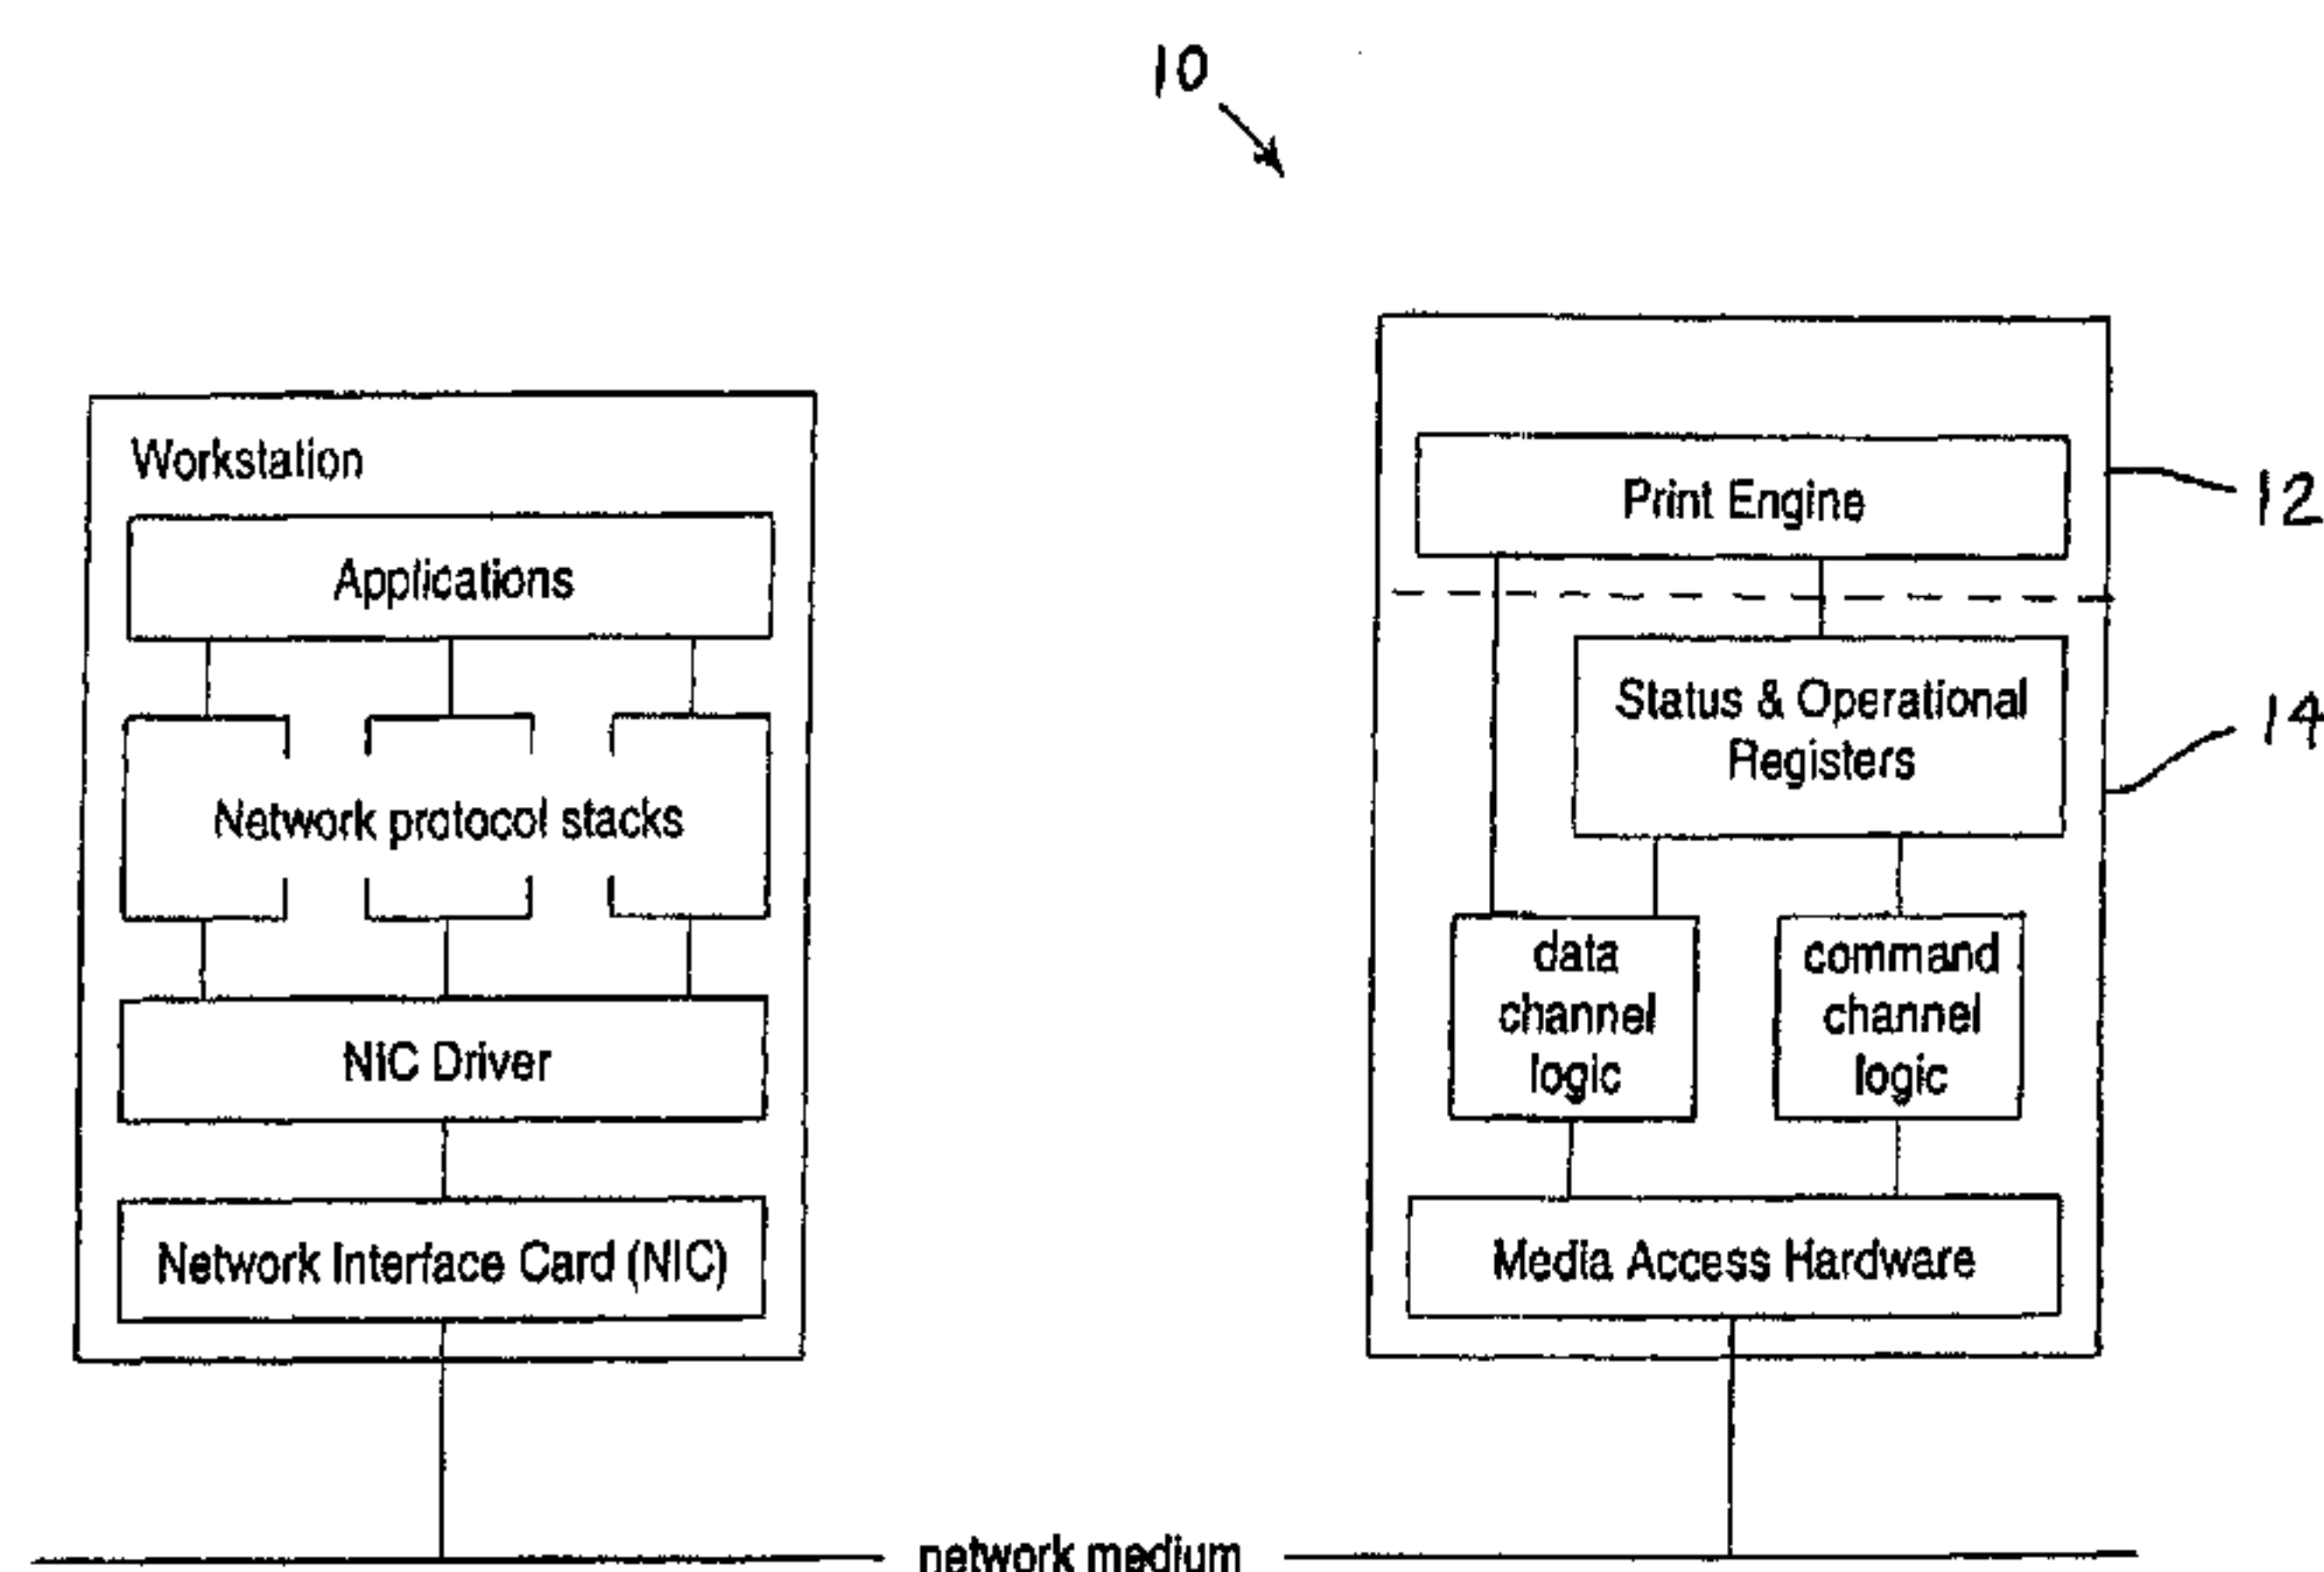 10
Workstation
Applications
Network protocol stacks
NIC Driver
Network Interface Card (NIC)
Print Engine
12
Status & Operational
Registers
14
data
channel
logic
command
channel
logic
Media Access Hardware
network medium